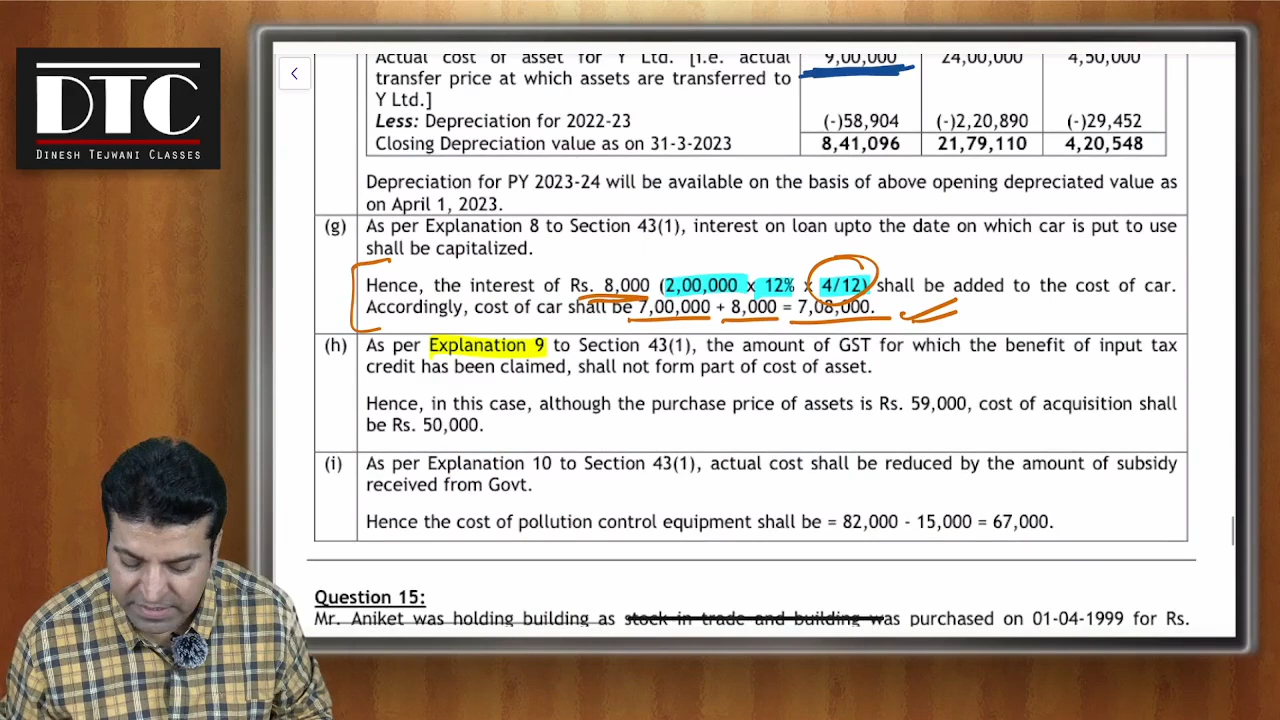 DTC
DINESH TEJWANI CLASSES
Actual cost of asset for Y Ltd. [i.e. actual 9,00,000 24,00,000 4,50,000
transfer price at which assets are transferred to
Y Ltd.]
Less: Depreciation for 2022-23 (-)58,904 (-)2,20,890 (-)29,452
Closing Depreciation value as on 31-3-2023 8,41,096 21,79,110 4,20,548
Depreciation for PY 2023-24 will be available on the basis of above opening depreciated value as
on April 1, 2023.
(g) As per Explanation 8 to Section 43(1), interest on loan upto the date on which car is put to use
shall be capitalized.
Hence, the interest of Rs. 8,000 (2,00,000 x 12% x 4/12) shall be added to the cost of car.
Accordingly, cost of car shall be 7,00,000 + 8,000 = 7,08,000.
(h) As per Explanation 9 to Section 43(1), the amount of GST for which the benefit of input tax
credit has been claimed, shall not form part of cost of asset.
Hence, in this case, although the purchase price of assets is Rs. 59,000, cost of acquisition shall
be Rs. 50,000.
(i) As per Explanation 10 to Section 43(1), actual cost shall be reduced by the amount of subsidy
received from Govt.
Hence the cost of pollution control equipment shall be = 82,000 - 15,000 = 67,000.
Question 15:
Mr. Aniket was holding building as stock in trade and building was purchased on 01-04-1999 for Rs.